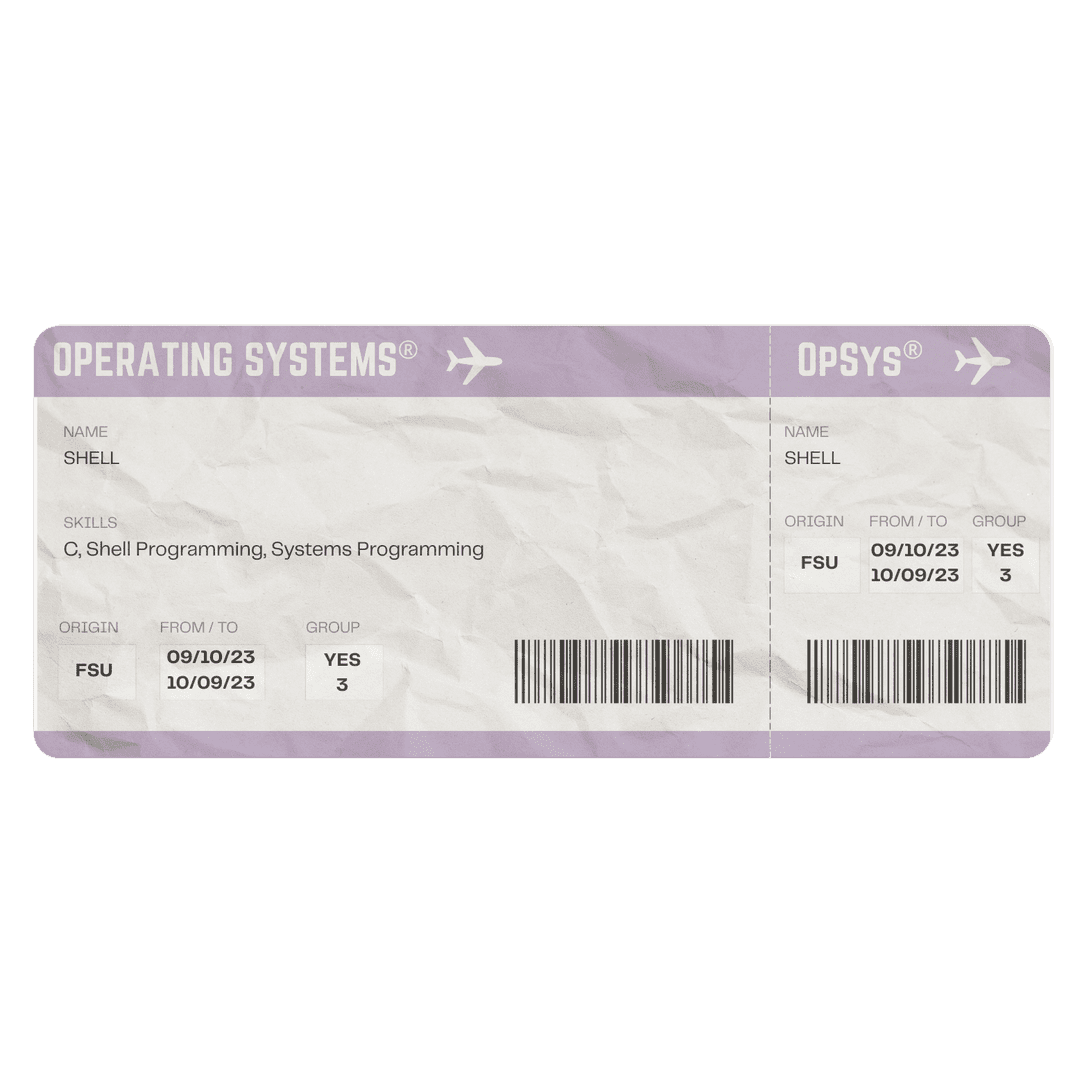 OPERATING SYSTEMS®
NAME
SHELL
SKILLS
C, Shell Programming, Systems Programming
ORIGIN FROM / TO GROUP
FSU
09/10/23
10/09/23
YES
3
OPSYS®
NAME
SHELL
ORIGIN FROM / TO GROUP
FSU
09/10/23
10/09/23
YES
3